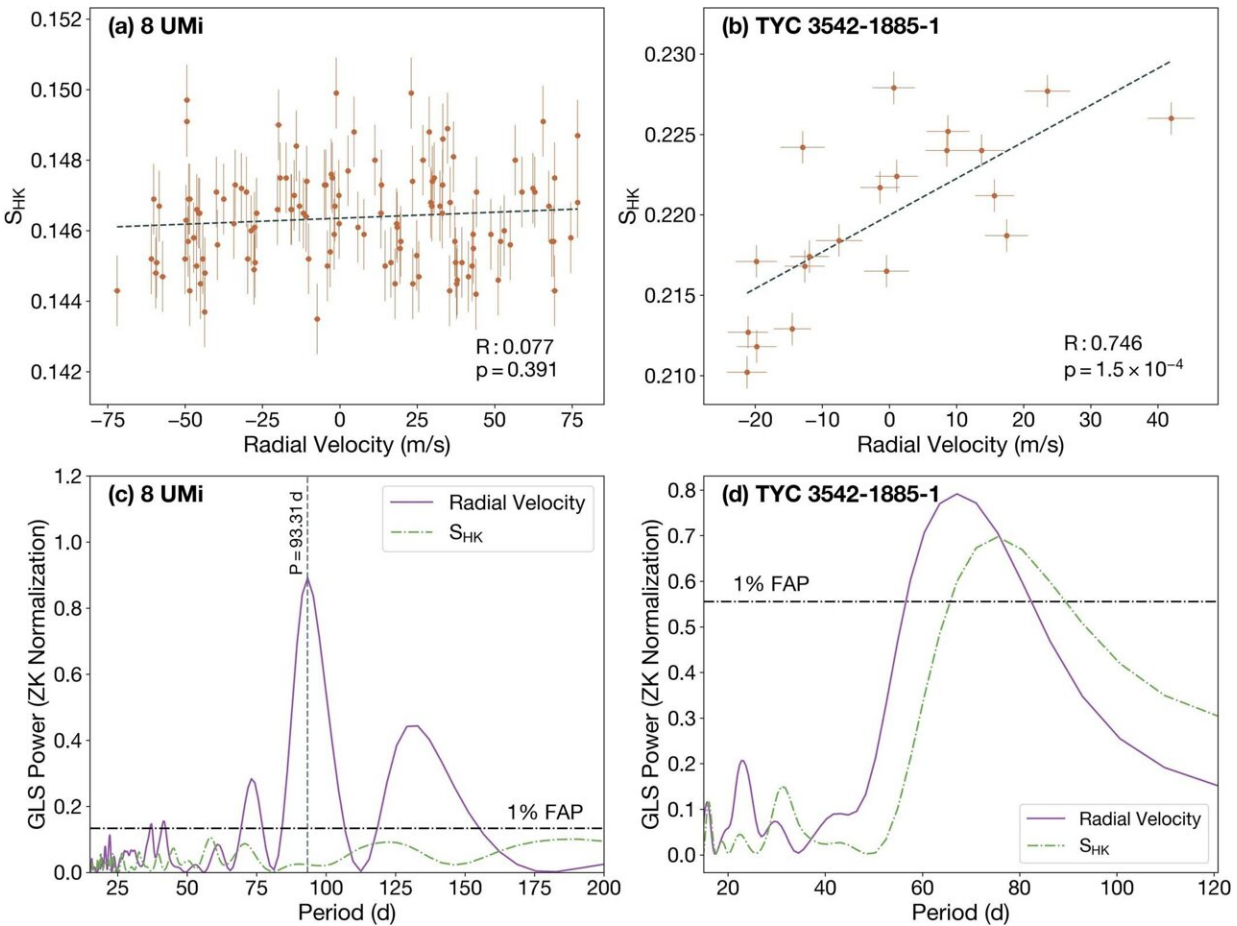 (a) 8 UMi
0.152
0.150
0.148
0.146
0.144
0.142
S_HK
R : 0.077
p = 0.391
−75 −50 −25 0 25 50 75
Radial Velocity (m/s)
(b) TYC 3542-1885-1
0.230
0.225
0.220
0.215
0.210
S_HK
R : 0.746
p = 1.5 × 10⁻⁴
−20 −10 0 10 20 30 40
Radial Velocity (m/s)
(c) 8 UMi
1.2
1.0
0.8
0.6
0.4
0.2
0.0
GLS Power (ZK Normalization)
P = 93.31 d
Radial Velocity
S_HK
1% FAP
25 50 75 100 125 150 175 200
Period (d)
(d) TYC 3542-1885-1
0.8
0.7
0.6
0.5
0.4
0.3
0.2
0.1
0.0
GLS Power (ZK Normalization)
1% FAP
Radial Velocity
S_HK
20 40 60 80 100 120
Period (d)